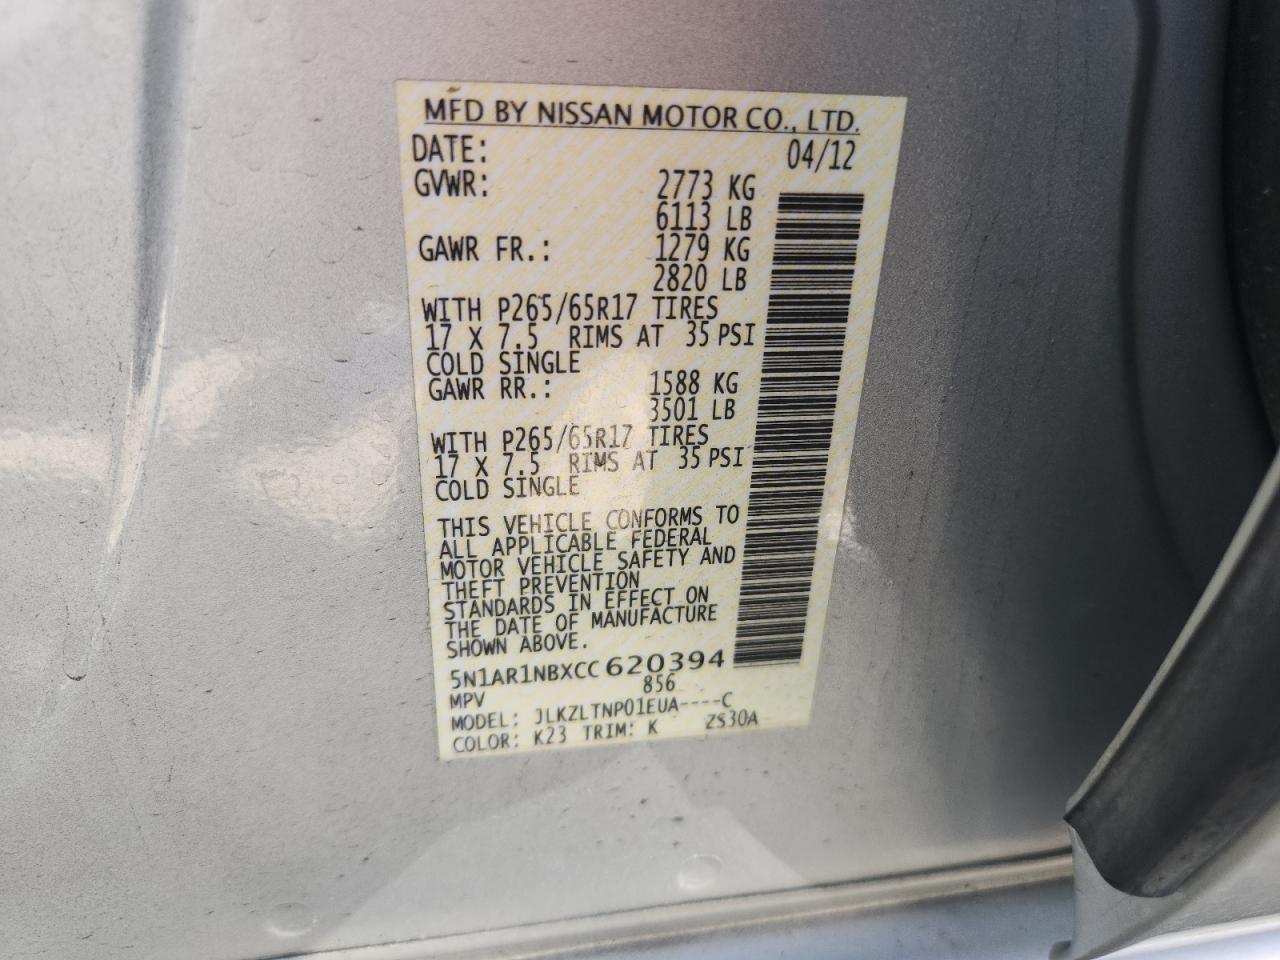 MFD BY NISSAN MOTOR CO., LTD.
DATE: 04/12
GVWR: 2773 KG
6113 LB
GAWR FR.: 1279 KG
2820 LB
WITH P265/65R17 TIRES
17 X 7.5 RIMS AT 35 PSI
COLD SINGLE
GAWR RR.: 1588 KG
3501 LB
WITH P265/65R17 TIRES
17 X 7.5 RIMS AT 35 PSI
COLD SINGLE
THIS VEHICLE CONFORMS TO
ALL APPLICABLE FEDERAL
MOTOR VEHICLE SAFETY AND
THEFT PREVENTION
STANDARDS IN EFFECT ON
THE DATE OF MANUFACTURE
SHOWN ABOVE.
5N1AR1NBXCC620394
MPV 856
MODEL: JLKZLTNP01EUA----C
COLOR: K23 TRIM: K ZS30A